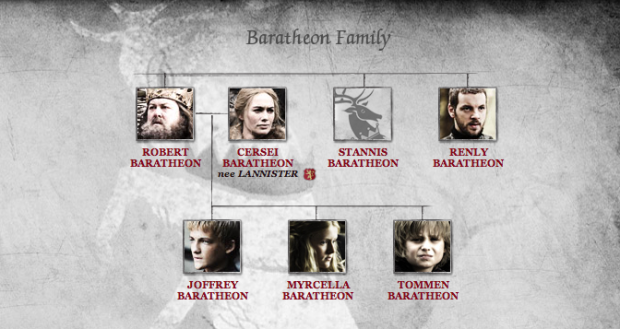 Baratheon Family
ROBERT
BARATHEON
CERSEI
BARATHEON
nee LANNISTER
STANNIS
BARATHEON
RENLY
BARATHEON
JOFFREY
BARATHEON
MYRCELLA
BARATHEON
TOMMEN
BARATHEON